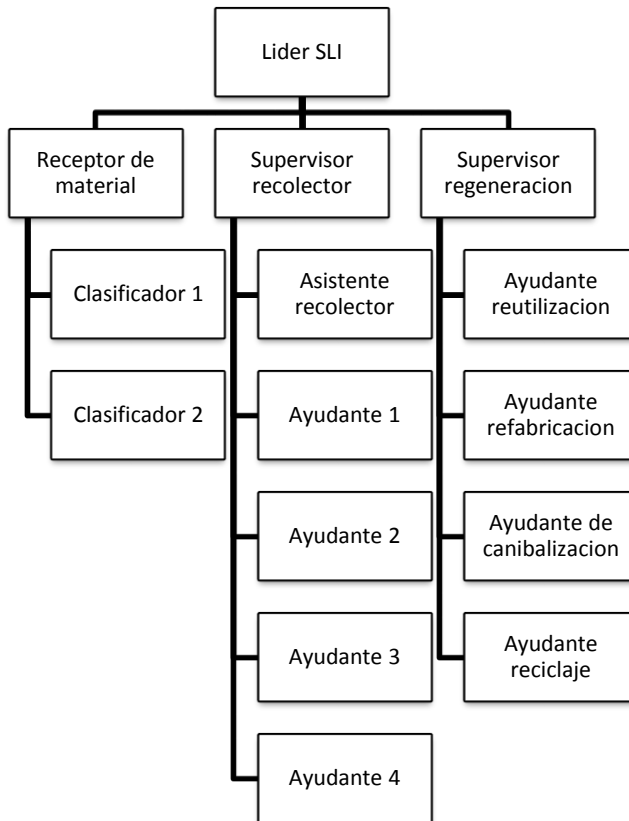 Lider SLI
Receptor de
material
Supervisor
recolector
Supervisor
regeneracion
Clasificador 1
Clasificador 2
Asistente
recolector
Ayudante 1
Ayudante 2
Ayudante 3
Ayudante 4
Ayudante
reutilizacion
Ayudante
refabricacion
Ayudante de
canibalizacion
Ayudante
reciclaje